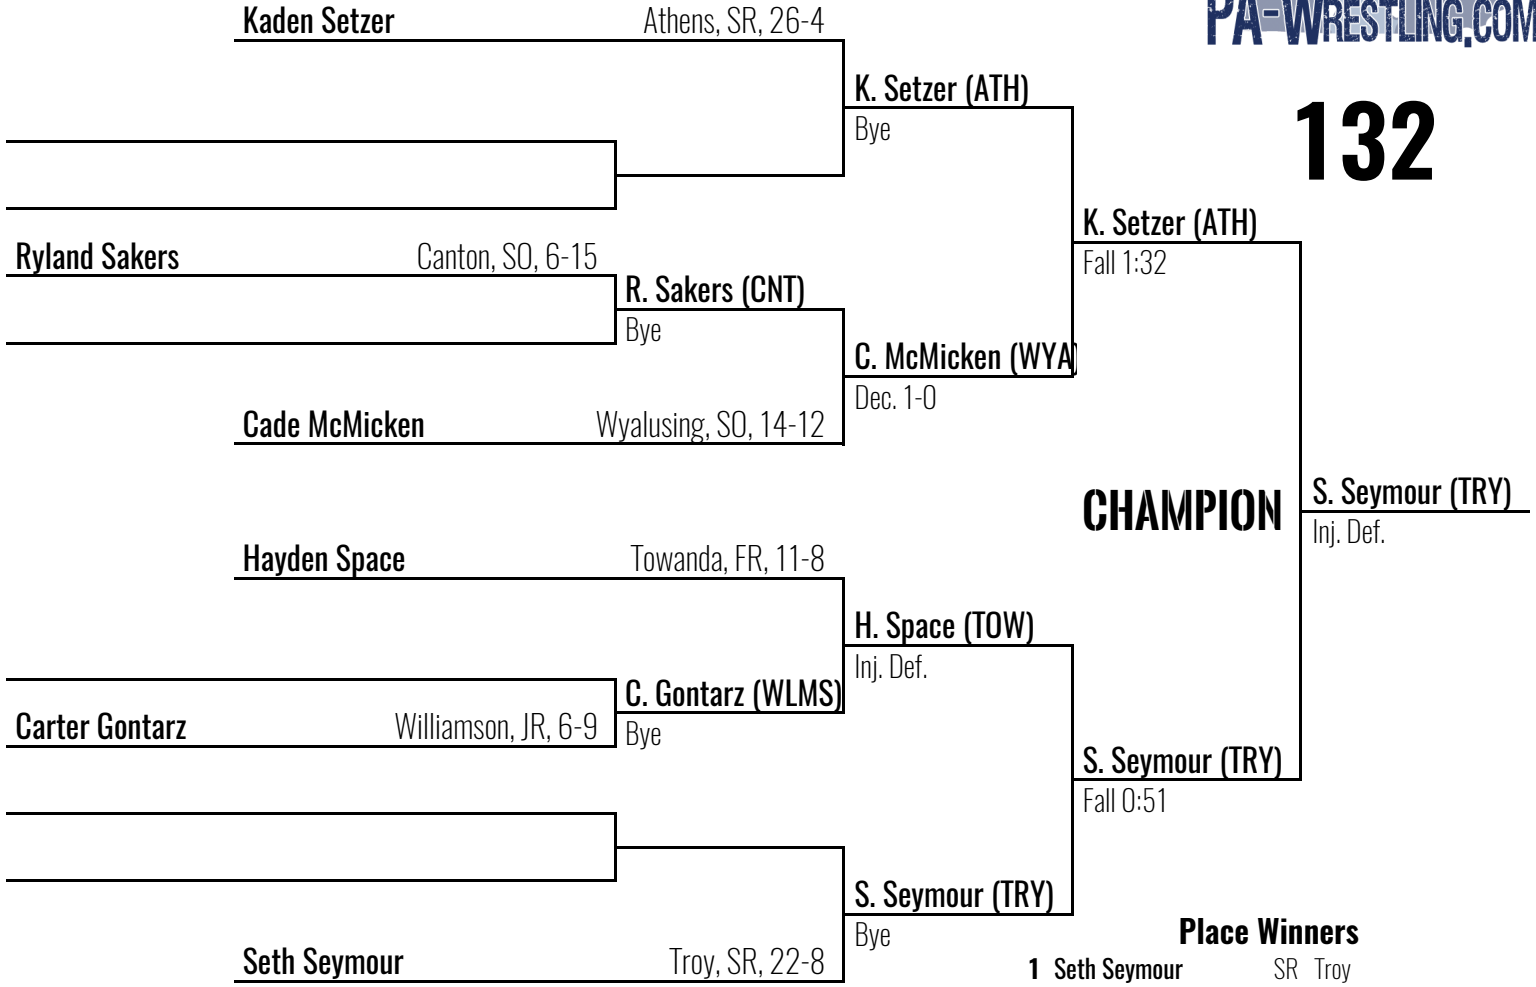 PA-WRESTLING.COM
132
Kaden Setzer Athens, SR, 26-4
K. Setzer (ATH)
Bye
K. Setzer (ATH)
Fall 1:32
Ryland Sakers Canton, SO, 6-15
R. Sakers (CNT)
Bye
C. McMicken (WYA)
Dec. 1-0
Cade McMicken Wyalusing, SO, 14-12
CHAMPION
S. Seymour (TRY)
Inj. Def.
Hayden Space Towanda, FR, 11-8
H. Space (TOW)
Inj. Def.
C. Gontarz (WLMS)
Bye
Carter Gontarz Williamson, JR, 6-9
S. Seymour (TRY)
Fall 0:51
S. Seymour (TRY)
Bye
Seth Seymour Troy, SR, 22-8
Place Winners
1 Seth Seymour SR Troy